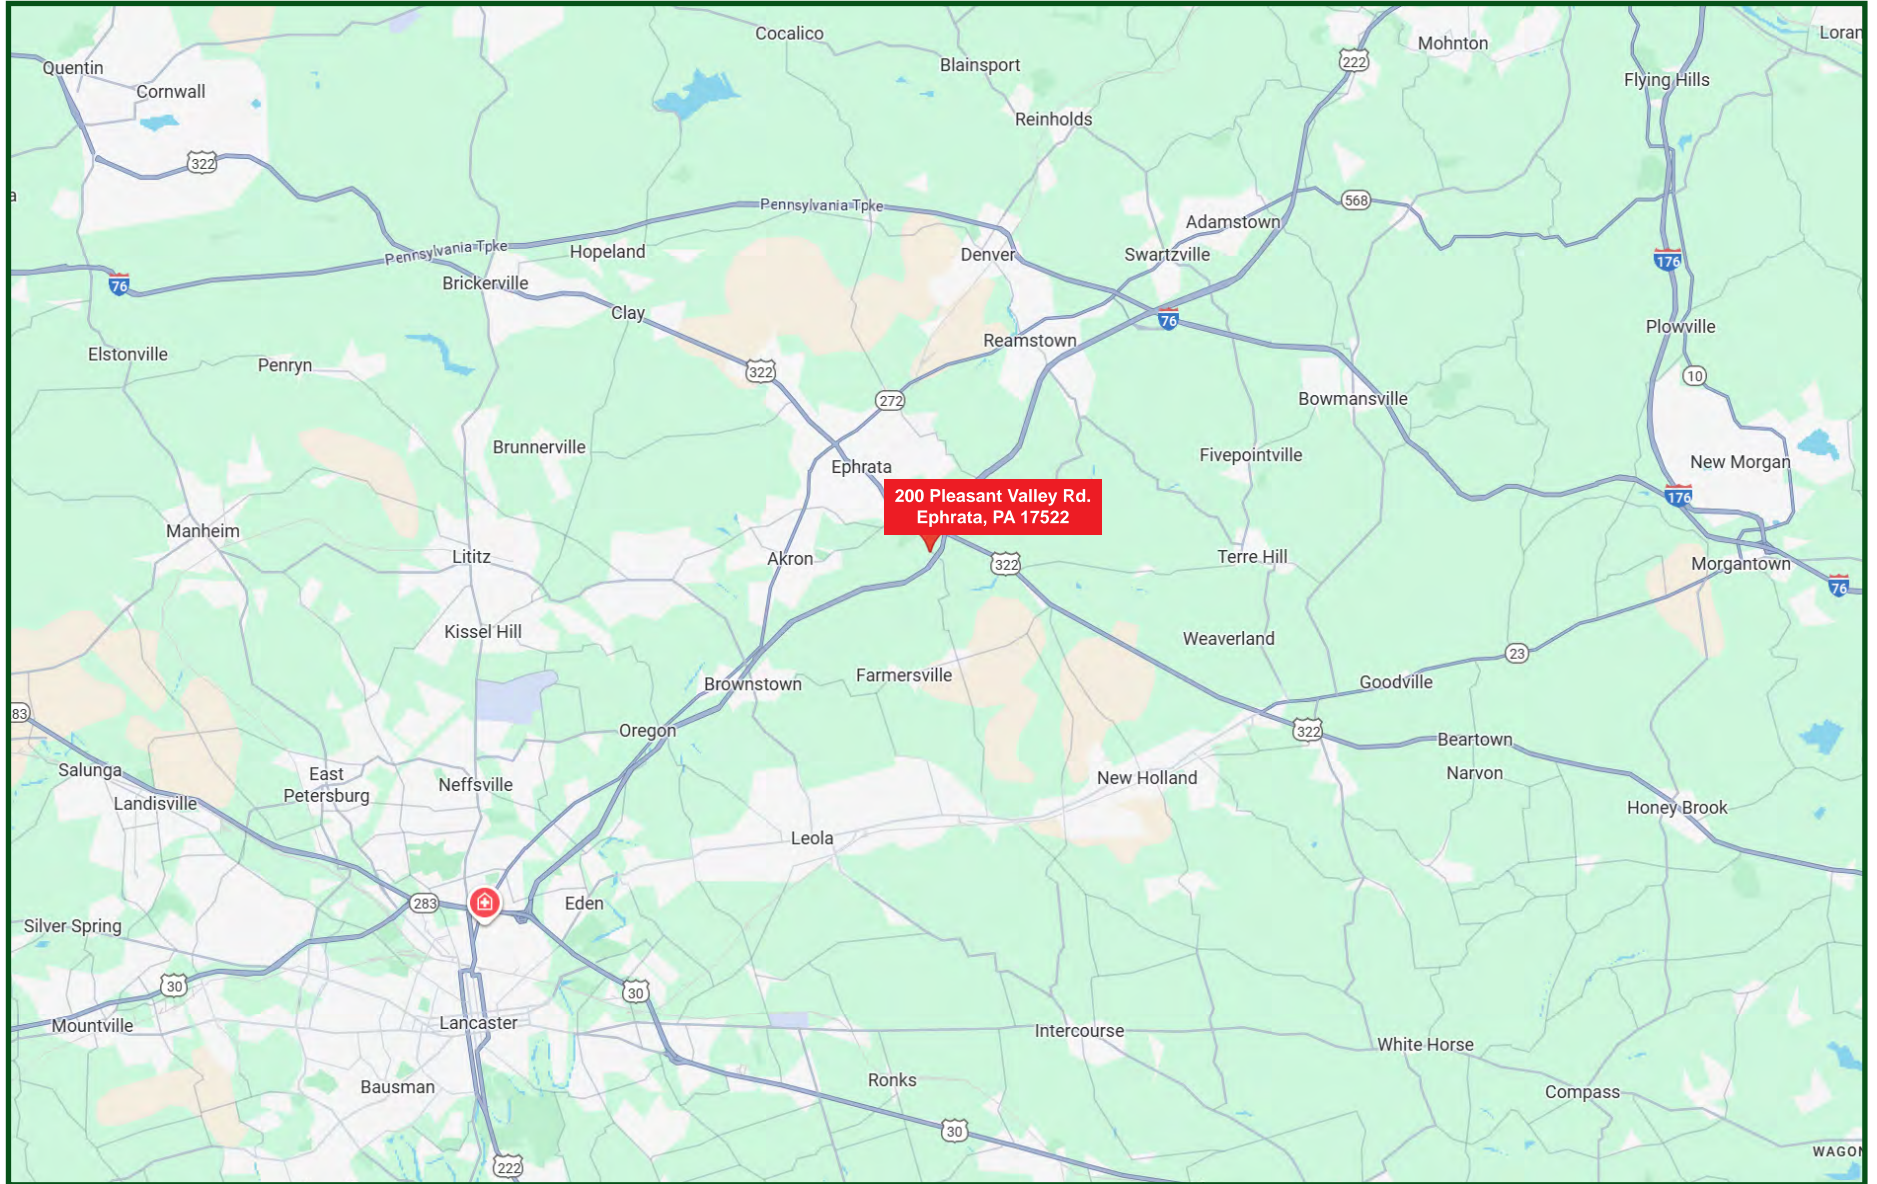 Cocalico
Mohnton
Loran
222
Quentin
Blainsport
Flying Hills
Cornwall
Reinholds
322
Pennsylvania Tpke
568
Adamstown
Pennsylvania Tpke
Hopeland
Denver
Swartzville
176
76
Brickerville
Clay
76
Plowville
Elstonville
Penryn
Reamstown
322
10
272
Bowmansville
Brunnerville
Ephrata
Fivepointville
New Morgan
200 Pleasant Valley Rd.
Ephrata, PA 17522
176
Manheim
Lititz
Akron
322
Terre Hill
Morgantown
76
Kissel Hill
Weaverland
23
Brownstown
Farmersville
Goodville
83
Oregon
322
Beartown
Salunga
East
Petersburg
Neffsville
New Holland
Narvon
Landisville
Honey Brook
Leola
283
Eden
Silver Spring
30
30
Mountville
Lancaster
Intercourse
White Horse
Bausman
Ronks
Compass
30
WAGON
222
a